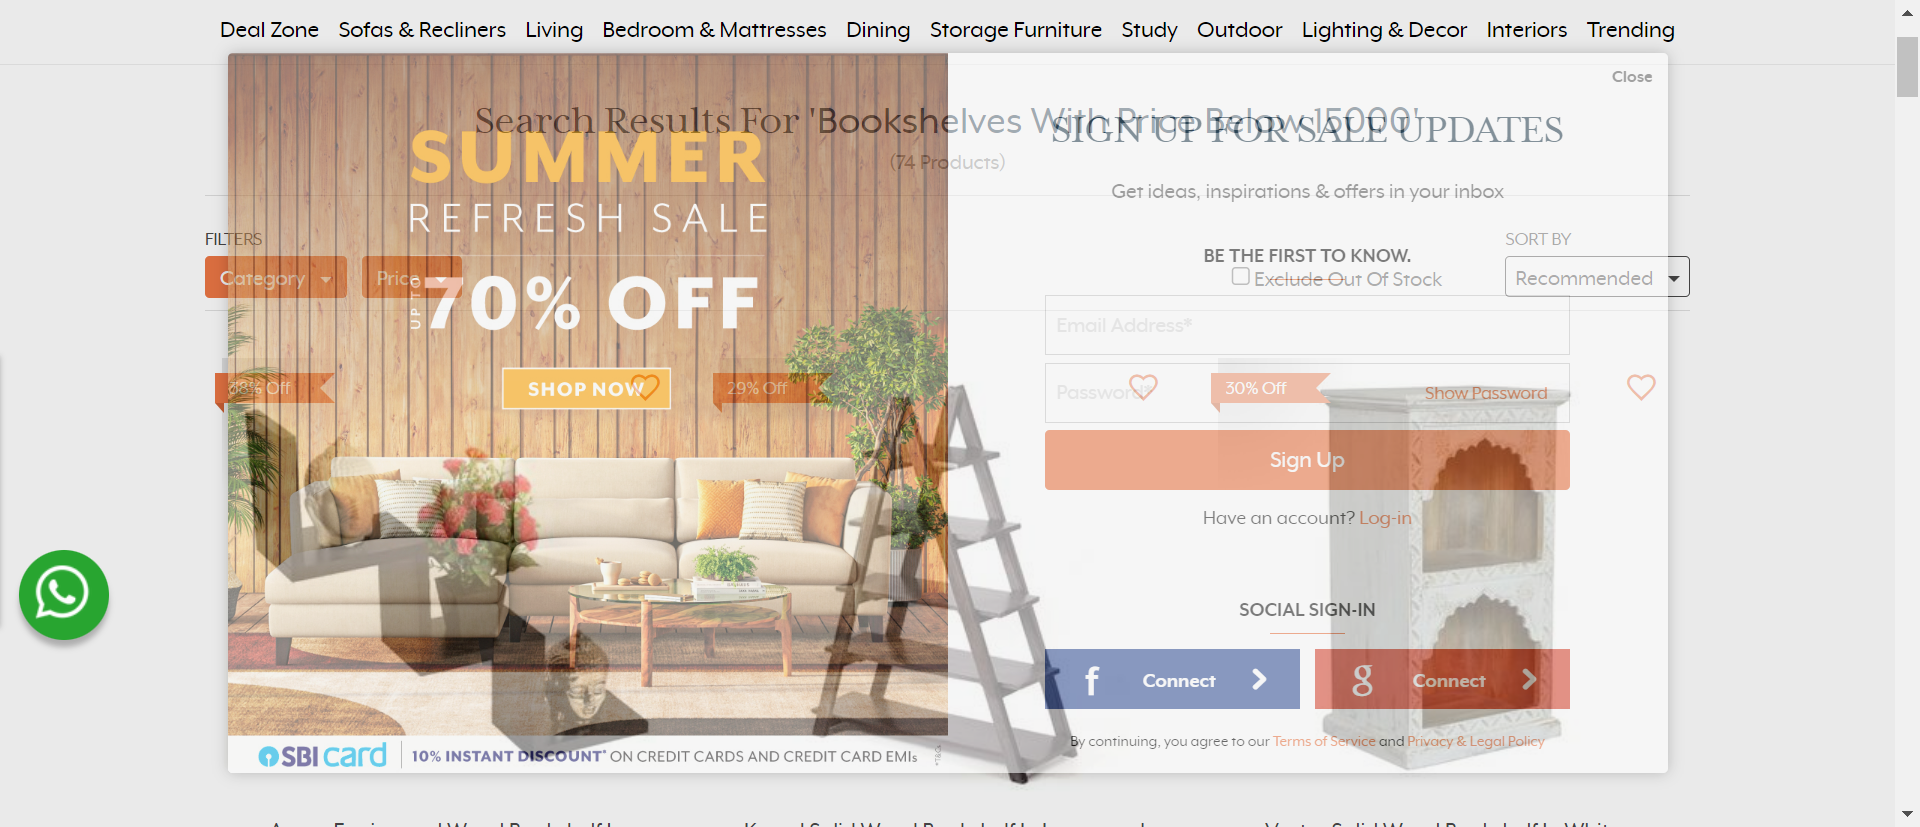 Deal Zone Sofas & Recliners Living Bedroom & Mattresses Dining Storage Furniture Study Outdoor Lighting & Decor Interiors Trending
Close
Search Results For 'Bookshelves With Price Below 15000'
(74 Products)
SUMMER
REFRESH SALE
UPTO 70% OFF
SHOP NOW
SIGN UP FOR SALE UPDATES
Get ideas, inspirations & offers in your inbox
BE THE FIRST TO KNOW.
FILTERS
Category
Price
Exclude Out Of Stock
SORT BY
Recommended
Email Address*
38% Off
29% Off
30% Off
Password*
Show Password
Sign Up
Have an account? Log-in
SOCIAL SIGN-IN
f Connect
g Connect
By continuing, you agree to our Terms of Service and Privacy & Legal Policy
SBI card 10% INSTANT DISCOUNT* ON CREDIT CARDS AND CREDIT CARD EMIs